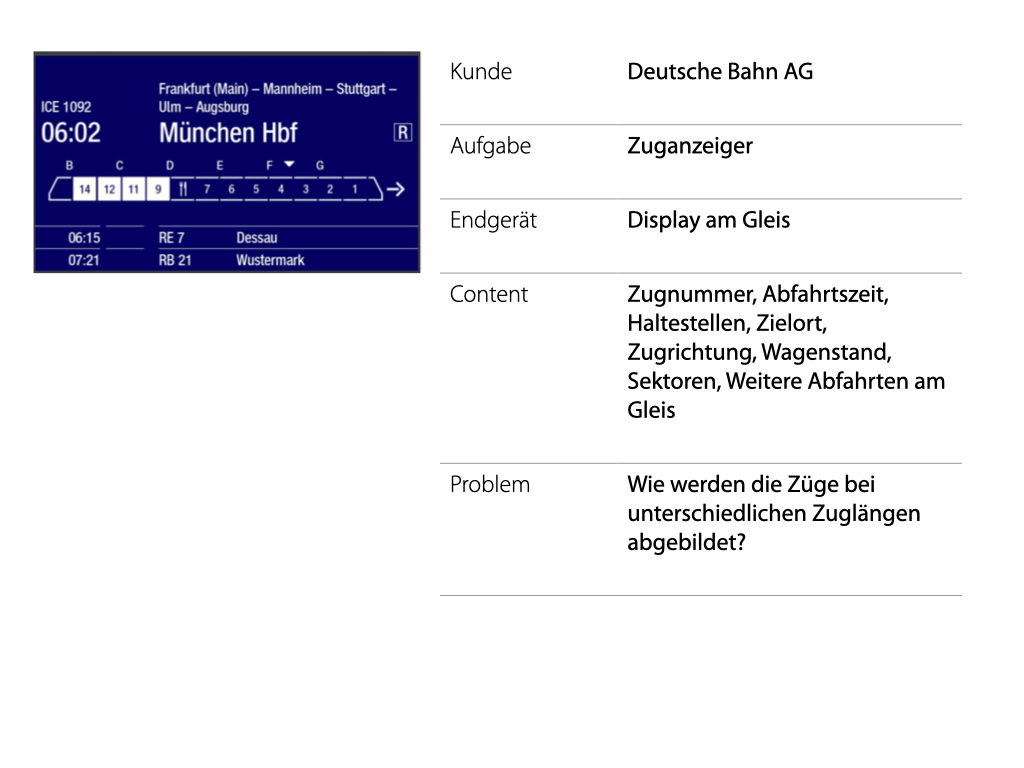 Frankfurt (Main) – Mannheim – Stuttgart –
ICE 1092 Ulm – Augsburg
06:02 München Hbf R
B C D E F G
14 12 11 9 7 6 5 4 3 2 1
06:15 RE 7 Dessau
07:21 RB 21 Wustermark
Kunde Deutsche Bahn AG
Aufgabe Zuganzeiger
Endgerät Display am Gleis
Content Zugnummer, Abfahrtszeit,
Haltestellen, Zielort,
Zugrichtung, Wagenstand,
Sektoren, Weitere Abfahrten am
Gleis
Problem Wie werden die Züge bei
unterschiedlichen Zuglängen
abgebildet?